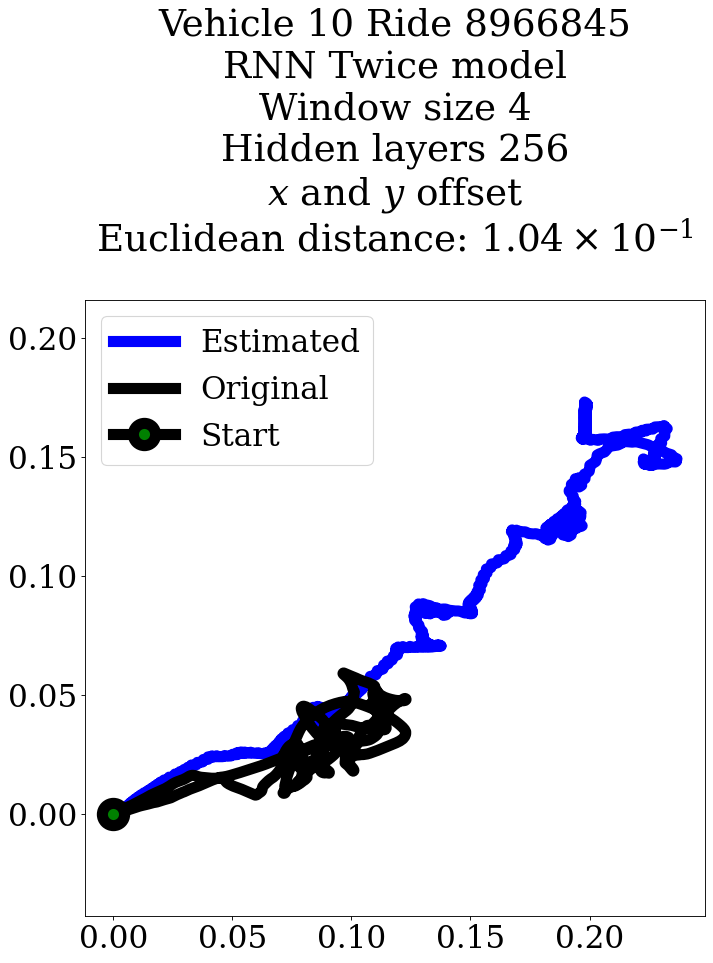 Vehicle 10 Ride 8966845
RNN Twice model
Window size 4
Hidden layers 256
x and y offset
Euclidean distance: 1.04 × 10⁻¹
Estimated
Original
Start
0.20
0.15
0.10
0.05
0.00
0.00 0.05 0.10 0.15 0.20